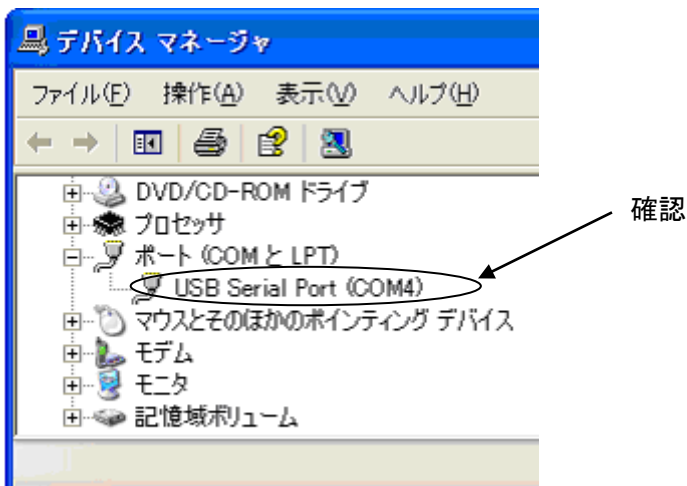 デバイス マネージャ
ファイル(F) 操作(A) 表示(V) ヘルプ(H)
DVD/CD-ROM ドライブ
プロセッサ
確認
ポート (COM と LPT)
USB Serial Port (COM4)
マウスとそのほかのポインティング デバイス
モデム
モニタ
記憶域ボリューム